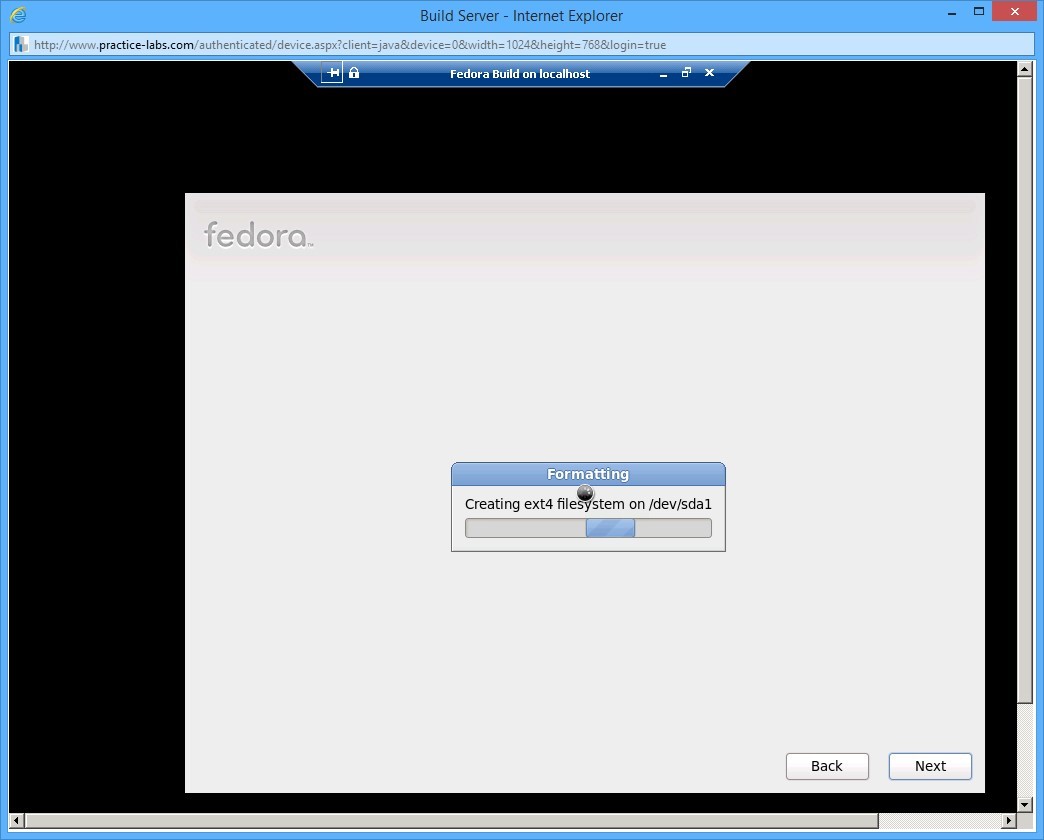 Build Server - Internet Explorer
http://www.practice-labs.com/authenticated/device.aspx?client=java&device=0&width=1024&height=768&login=true
Fedora Build on localhost
fedora™
Formatting
Creating ext4 filesystem on /dev/sda1
Back
Next